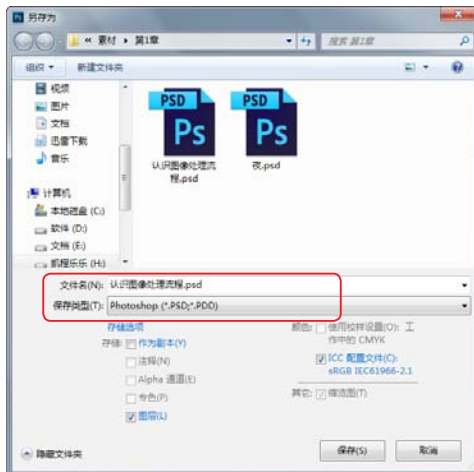 另存为
« 素材 ▸ 第1章
搜索 第1章
组织 新建文件夹
视频
图片
文档
迅雷下载
音乐
计算机
本地磁盘 (C:)
软件 (D:)
文档 (E:)
凯程乐乐 (H:)
PSD
Ps
认识图像处理流
程.psd
PSD
Ps
夜.psd
文件名(N): 认识图像处理流程.psd
保存类型(T): Photoshop (*.PSD;*.PDD)
存储选项
存储: 作为副本(Y)
注释(N)
Alpha 通道(E)
专色(P)
图层(L)
颜色: 使用校样设置(O): 工
作中的 CMYK
ICC 配置文件(C):
sRGB IEC61966-2.1
其它: 缩览图(T)
隐藏文件夹
保存(S)
取消